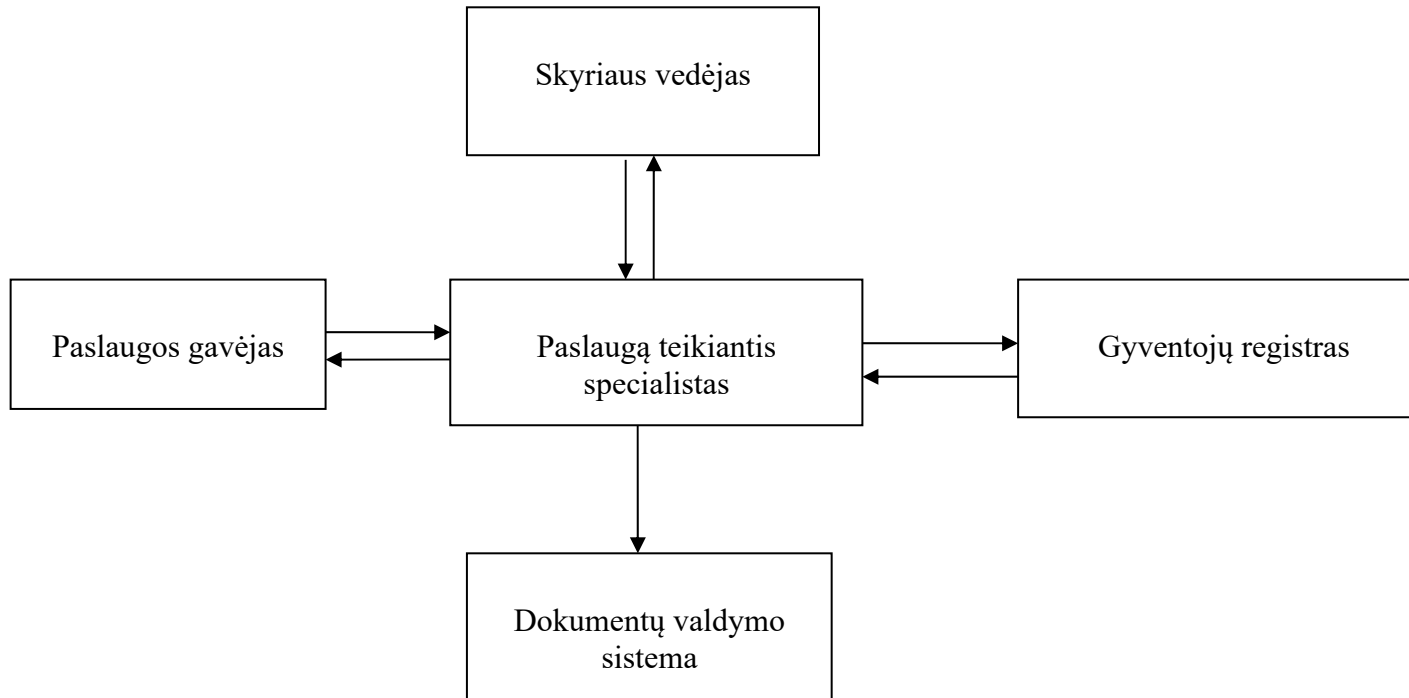 Skyriaus vedėjas
Paslaugos gavėjas
Paslaugą teikiantis
specialistas
Gyventojų registras
Dokumentų valdymo
sistema